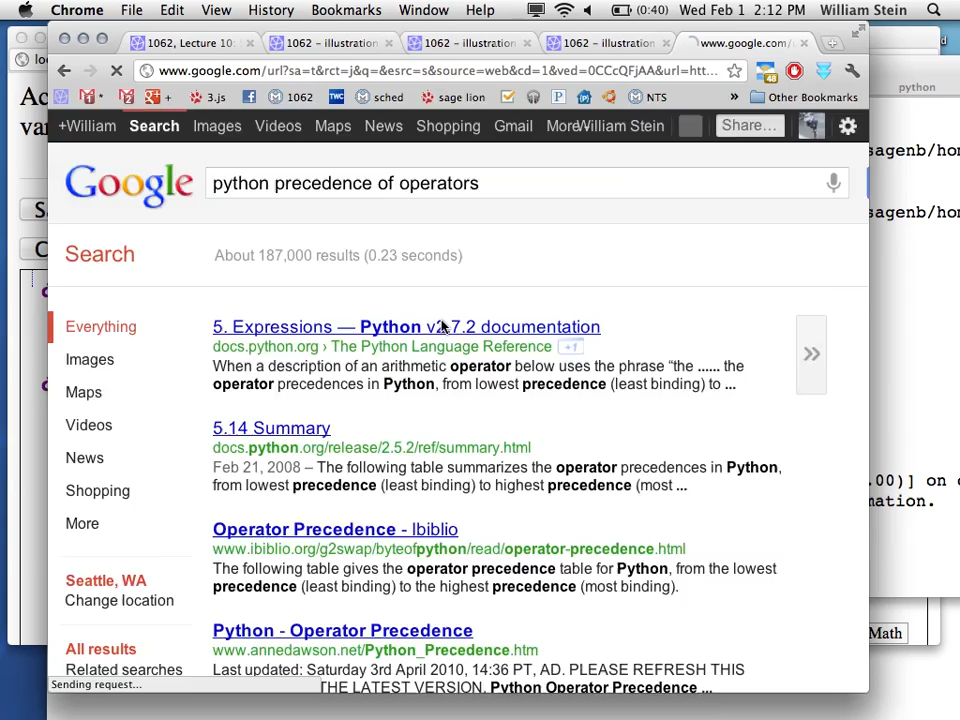 Chrome File Edit View History Bookmarks Window Help (0:40) Wed Feb 1 2:12 PM William Stein
1062, Lecture 10: 1062 – illustration 1062 – illustration 1062 – illustration www.google.com/
www.google.com/url?sa=t&rct=j&q=&esrc=s&source=web&cd=1&ved=0CCcQFjAA&url=htt...
3.js 1062 TWC sched sage lion P NTS » Other Bookmarks
python
+William Search Images Videos Maps News Shopping Gmail More William Stein Share...
Google python precedence of operators
Search About 187,000 results (0.23 seconds)
Everything
Images
Maps
Videos
News
Shopping
More
Seattle, WA
Change location
All results
Related searches
5. Expressions — Python v2.7.2 documentation
docs.python.org › The Python Language Reference +1
When a description of an arithmetic operator below uses the phrase “the ...... the
operator precedences in Python, from lowest precedence (least binding) to ...
5.14 Summary
docs.python.org/release/2.5.2/ref/summary.html
Feb 21, 2008 – The following table summarizes the operator precedences in Python,
from lowest precedence (least binding) to highest precedence (most ...
Operator Precedence - Ibiblio
www.ibiblio.org/g2swap/byteofpython/read/operator-precedence.html
The following table gives the operator precedence table for Python, from the lowest
precedence (least binding) to the highest precedence (most binding).
Python - Operator Precedence
www.annedawson.net/Python_Precedence.htm
Last updated: Saturday 3rd April 2010, 14:36 PT, AD. PLEASE REFRESH THIS
THE LATEST VERSION. Python Operator Precedence ...
Sending request...
sagenb/hom
sagenb/hom
.00)] on
mation.
Math